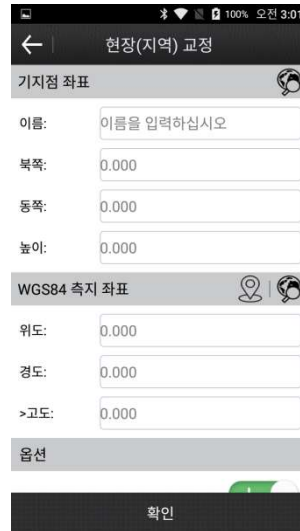 100% 오전 3:01
현장(지역) 교정
기지점 좌표
이름: 이름을 입력하십시오
북쪽: 0.000
동쪽: 0.000
높이: 0.000
WGS84 측지 좌표
위도: 0.000
경도: 0.000
>고도: 0.000
옵션
확인